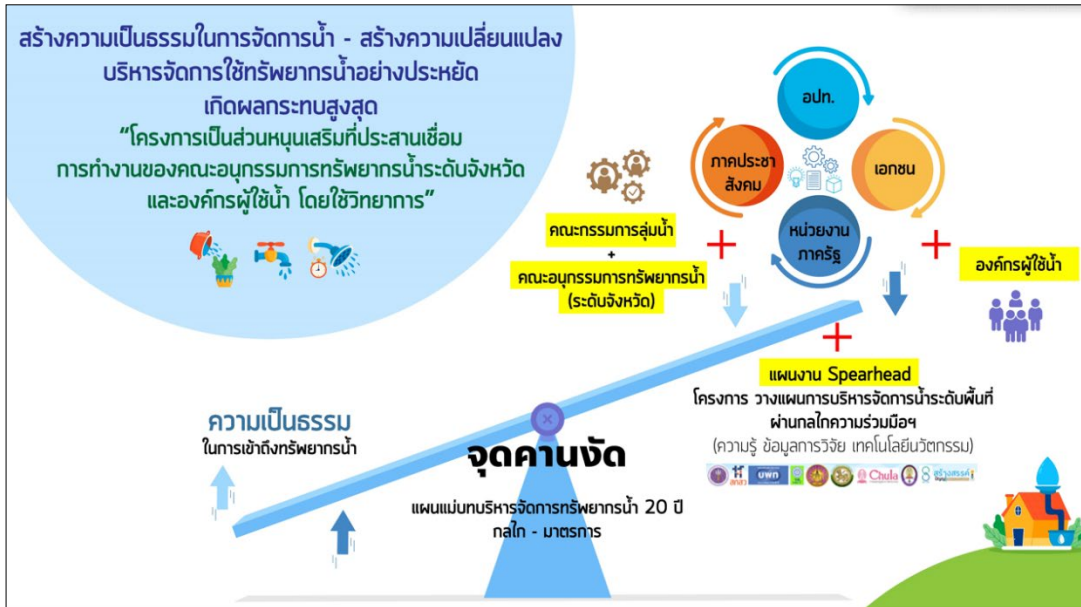 สร้างความเป็นธรรมในการจัดการน้ำ - สร้างความเปลี่ยนแปลง
บริหารจัดการใช้ทรัพยากรน้ำอย่างประหยัด
เกิดผลกระทบสูงสุด
“โครงการเป็นส่วนหนุนเสริมที่ประสานเชื่อม
การทำงานของคณะอนุกรรมการทรัพยากรน้ำระดับจังหวัด
และองค์กรผู้ใช้น้ำ โดยใช้วิทยาการ”
อปท.
ภาคประชา
สังคม
เอกชน
หน่วยงาน
ภาครัฐ
คณะกรรมการลุ่มน้ำ
+
คณะอนุกรรมการทรัพยากรน้ำ
(ระดับจังหวัด)
องค์กรผู้ใช้น้ำ
แผนงาน Spearhead
โครงการ วางแผนการบริหารจัดการน้ำระดับพื้นที่
ผ่านกลไกความร่วมมือฯ
(ความรู้ ข้อมูลการวิจัย เทคโนโลยีนวัตกรรม)
สกสว บพท Chula สร้างสรรค์
ความเป็นธรรม
ในการเข้าถึงทรัพยากรน้ำ
จุดคานงัด
แผนแม่บทบริหารจัดการทรัพยากรน้ำ 20 ปี
กลไก - มาตรการ